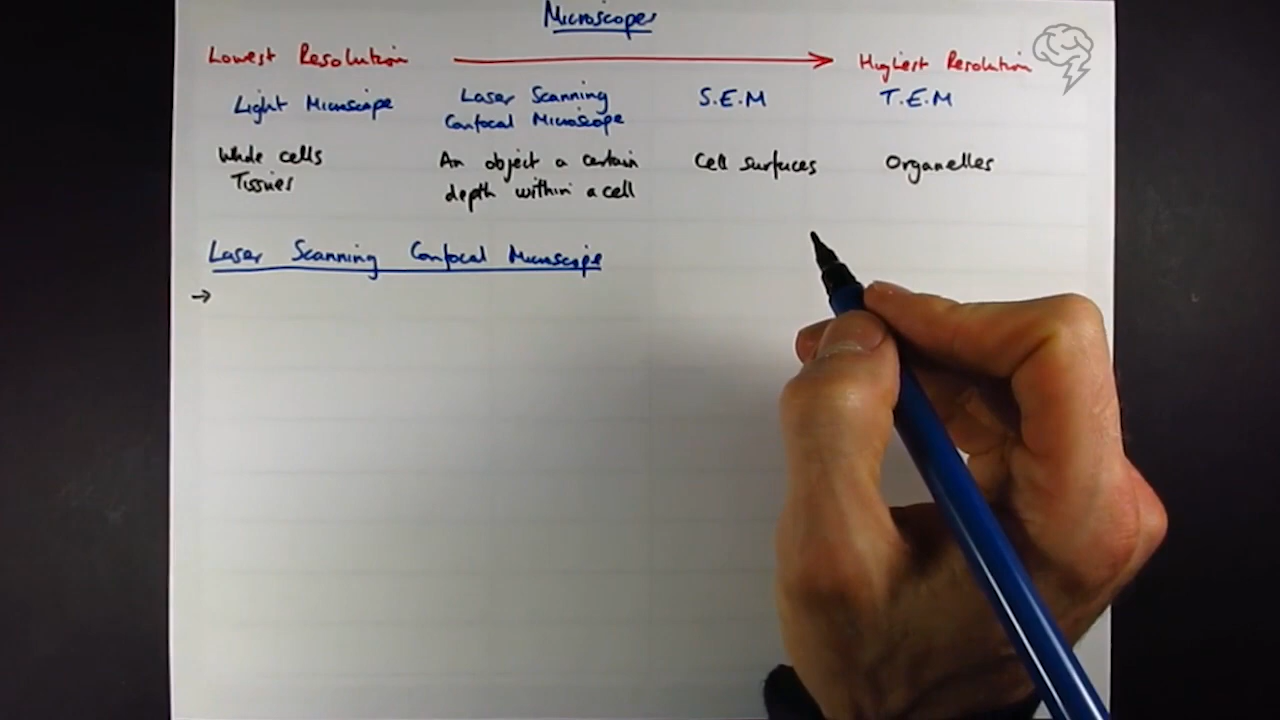 Microscopes
Lowest Resolution → Highest Resolution
Light Microscope Laser Scanning Confocal Microscope S.E.M T.E.M
Whole cells Tissues An object a certain depth within a cell Cell surfaces Organelles
Laser Scanning Confocal Microscope
→